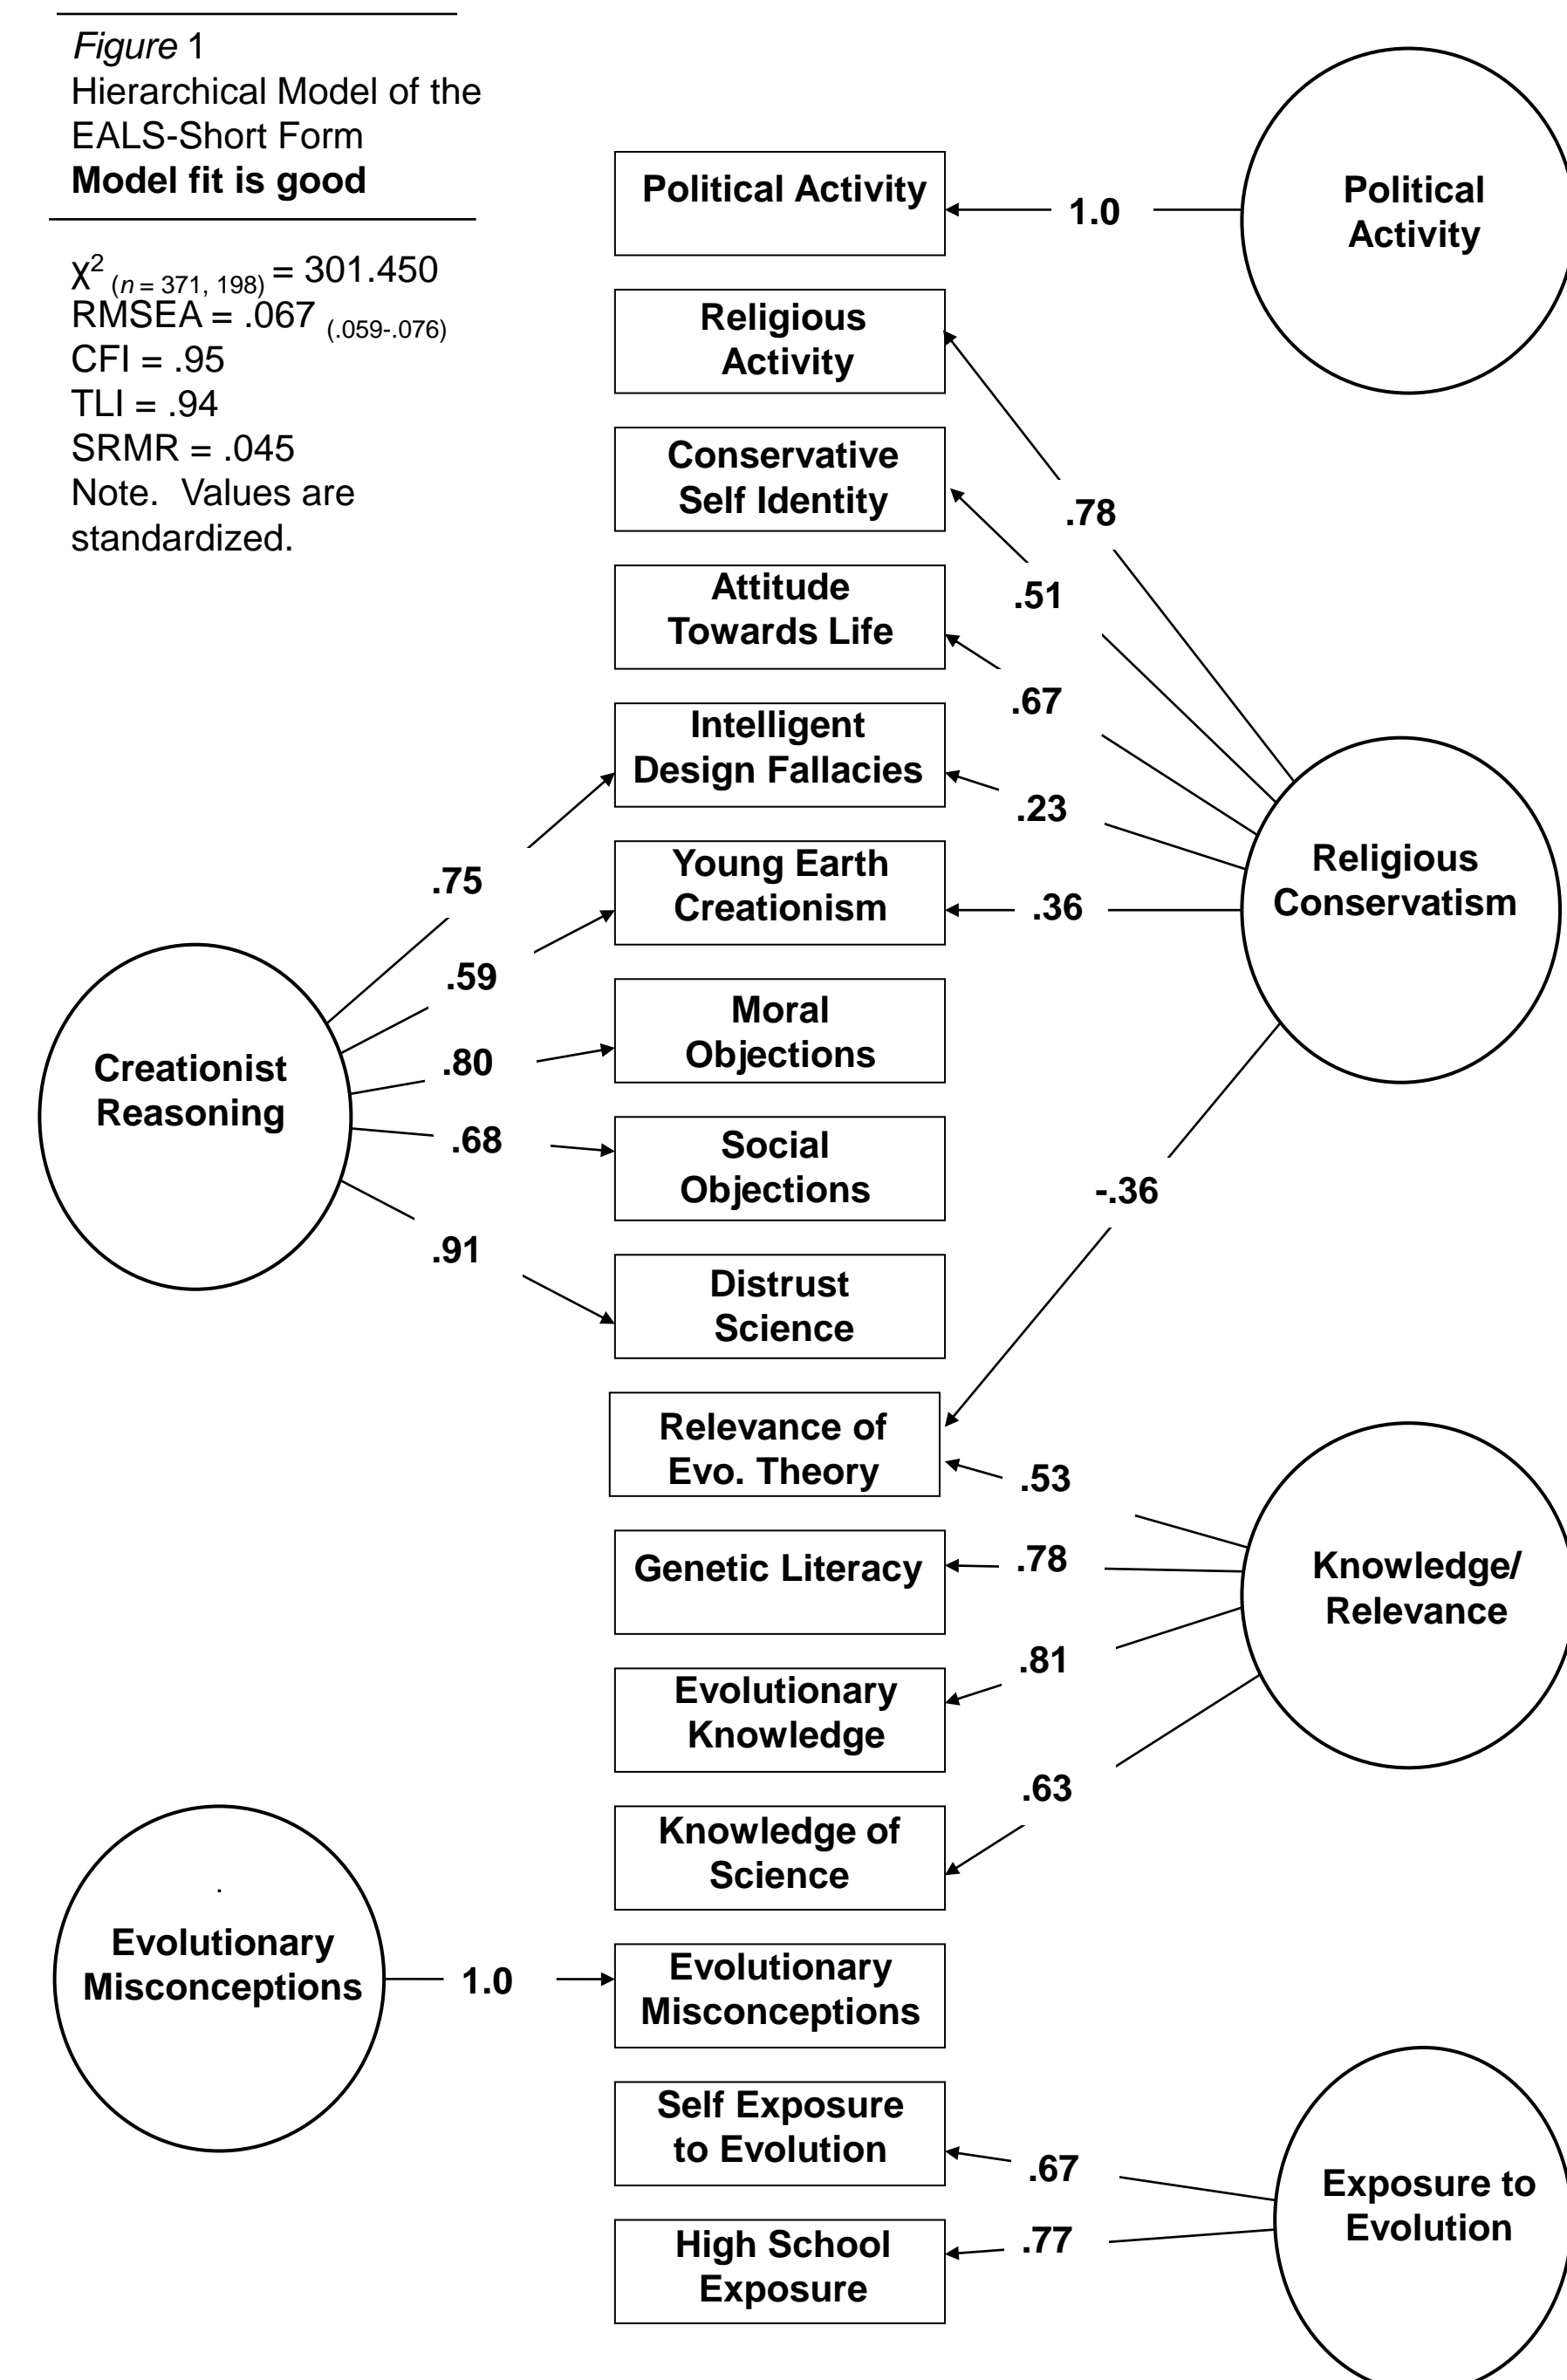 Figure 1
Hierarchical Model of the
EALS-Short Form
Model fit is good
χ2 (n = 371, 198) = 301.450
RMSEA = .067 (.059-.076)
CFI = .95
TLI = .94
SRMR = .045
Note. Values are
standardized.
Political Activity
1.0
Political
Activity
Religious
Activity
Conservative
Self Identity
.78
.51
Attitude
Towards Life
.67
Intelligent
Design Fallacies
.23
.75
Young Earth
Creationism
.36
Religious
Conservatism
.59
Moral
Objections
.80
Creationist
Reasoning
.68
Social
Objections
-.36
.91
Distrust
Science
Relevance of
Evo. Theory
.53
Genetic Literacy
.78
Knowledge/
Relevance
.81
Evolutionary
Knowledge
.63
Knowledge of
Science
.
Evolutionary
Misconceptions
1.0
Evolutionary
Misconceptions
Self Exposure
to Evolution
.67
Exposure to
Evolution
.77
High School
Exposure